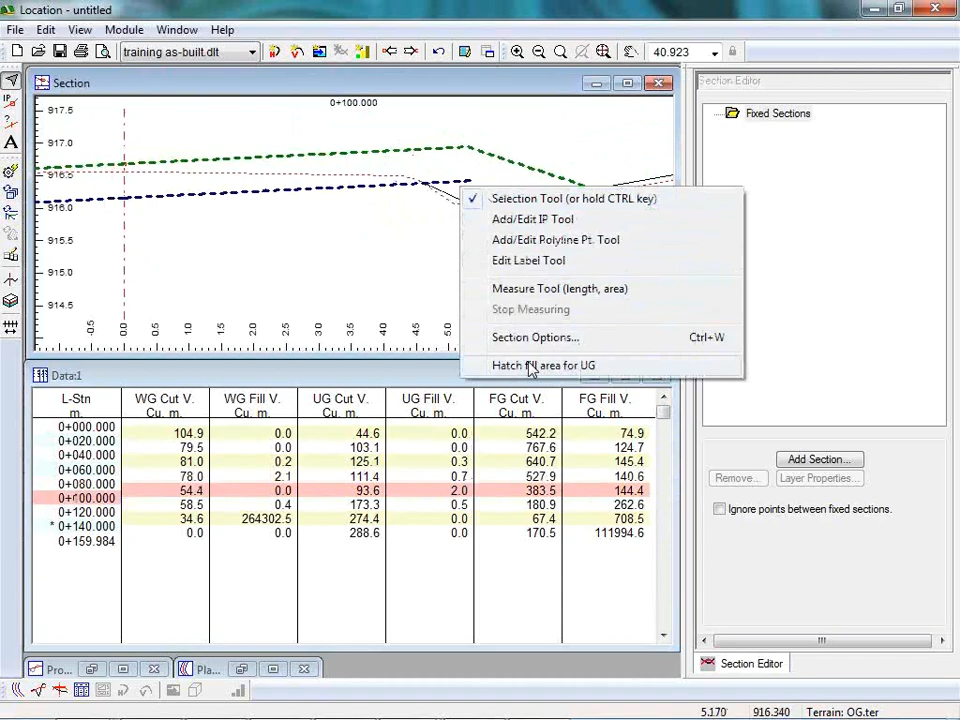 Location - untitled
File Edit View Module Window Help
training as-built.dlt 40.923
Section
0+100.000
917.5
917.0
916.5
916.0
915.5
915.0
914.5
-0.5 0.0 0.5 1.0 1.5 2.0 2.5 3.0 3.5 4.0 4.5 5.0
Selection Tool (or hold CTRL key)
Add/Edit IP Tool
Add/Edit Polyline Pt. Tool
Edit Label Tool
Measure Tool (length, area)
Stop Measuring
Section Options... Ctrl+W
Hatch fill area for UG
Data:1
L-Stn WG Cut V. WG Fill V. UG Cut V. UG Fill V. FG Cut V. FG Fill V.
m. Cu. m. Cu. m. Cu. m. Cu. m. Cu. m. Cu. m.
0+000.000
104.9 0.0 44.6 0.0 542.2 74.9
0+020.000
79.5 0.0 103.1 0.0 767.6 124.7
0+040.000
81.0 0.2 125.1 0.3 640.7 145.4
0+060.000
78.0 2.1 111.4 0.7 527.9 140.6
0+080.000
54.4 0.0 93.6 2.0 383.5 144.4
0+100.000
58.5 0.4 173.3 0.5 180.9 262.6
0+120.000
34.6 264302.5 274.4 0.0 67.4 708.5
* 0+140.000
0.0 0.0 288.6 0.0 170.5 111994.6
0+159.984
Pro... Pla...
Section Editor
Fixed Sections
Add Section...
Remove... Layer Properties...
Ignore points between fixed sections.
Section Editor
5.170 916.340 Terrain: OG.ter